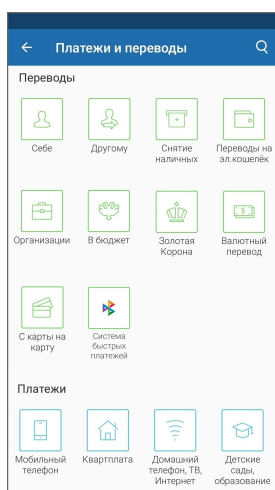 Платежи и переводы
Переводы
Себе
Другому
Снятие
наличных
Переводы на
эл.кошелёк
Организации
В бюджет
Золотая
Корона
Валютный
перевод
С карты на
карту
Система
быстрых
платежей
Платежи
Мобильный
телефон
Квартплата
Домашний
телефон, ТВ,
Интернет
Детские
сады,
образование